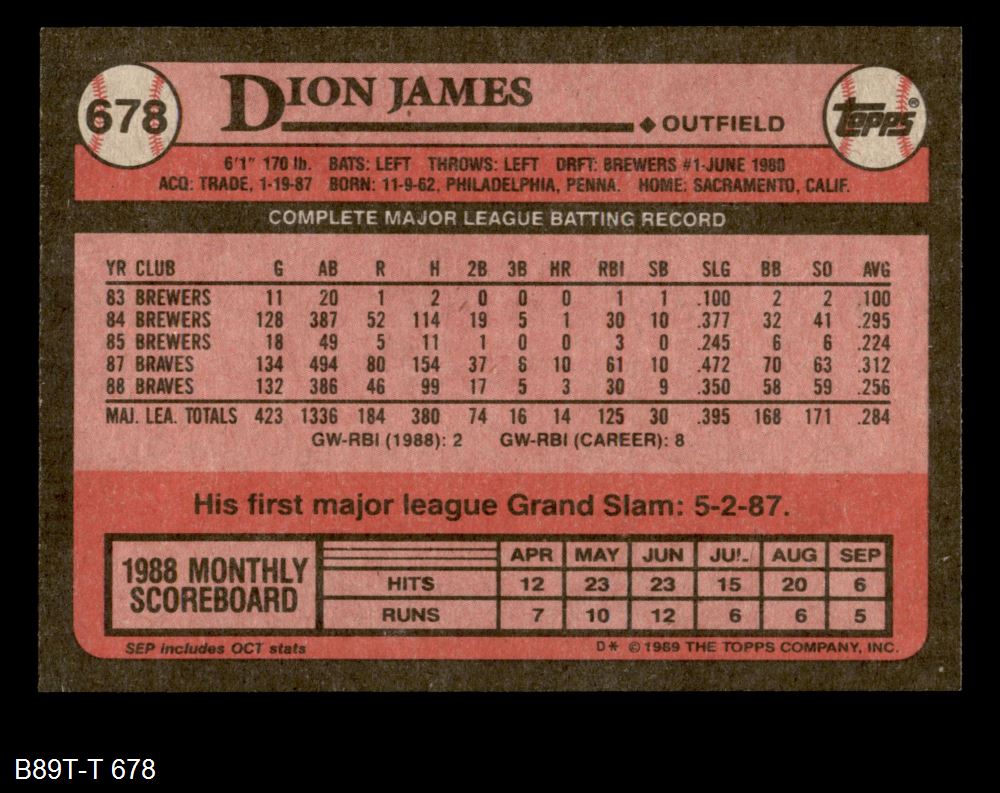 678
DION JAMES
◆ OUTFIELD
TOPPS®
6'1" 170 lb. BATS: LEFT THROWS: LEFT DRFT: BREWERS #1-JUNE 1980
ACQ: TRADE, 1-19-87 BORN: 11-9-62, PHILADELPHIA, PENNA. HOME: SACRAMENTO, CALIF.
COMPLETE MAJOR LEAGUE BATTING RECORD
YR CLUB G AB R H 2B 3B HR RBI SB SLG BB SO AVG
83 BREWERS 11 20 1 2 0 0 0 1 1 .100 2 2 .100
84 BREWERS 128 387 52 114 19 5 1 30 10 .377 32 41 .295
85 BREWERS 18 49 5 11 1 0 0 3 0 .245 6 6 .224
87 BRAVES 134 494 80 154 37 6 10 61 10 .472 70 63 .312
88 BRAVES 132 386 46 99 17 5 3 30 9 .350 58 59 .256
MAJ. LEA. TOTALS 423 1336 184 380 74 16 14 125 30 .395 168 171 .284
GW-RBI (1988): 2 GW-RBI (CAREER): 8
His first major league Grand Slam: 5-2-87.
1988 MONTHLY SCOREBOARD
APR MAY JUN JUL AUG SEP
HITS 12 23 23 15 20 6
RUNS 7 10 12 6 6 5
SEP includes OCT stats
D* © 1989 THE TOPPS COMPANY, INC.
B89T-T 678